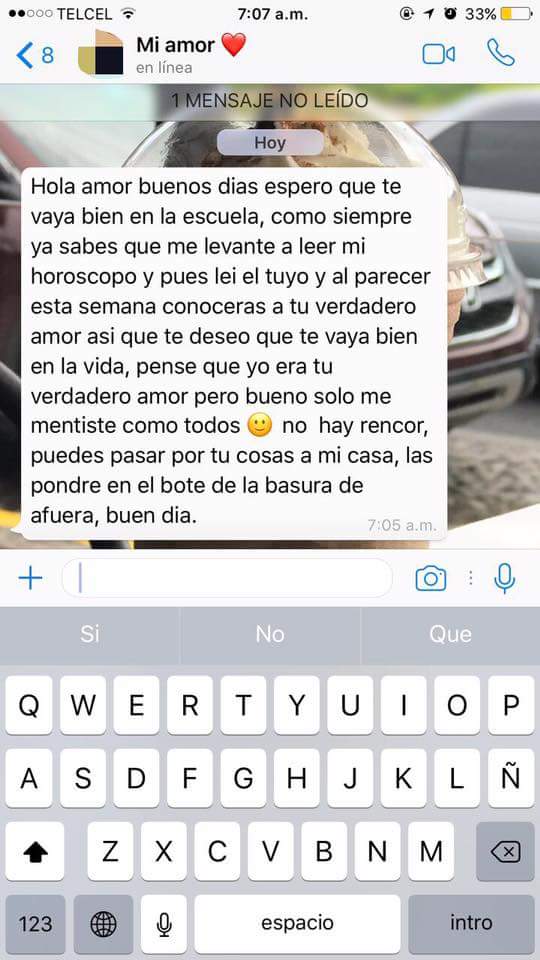 TELCEL 7:07 a.m. 33%
8 Mi amor ❤️
en línea
1 MENSAJE NO LEÍDO
Hoy
Hola amor buenos dias espero que te
vaya bien en la escuela, como siempre
ya sabes que me levante a leer mi
horoscopo y pues lei el tuyo y al parecer
esta semana conoceras a tu verdadero
amor asi que te deseo que te vaya bien
en la vida, pense que yo era tu
verdadero amor pero bueno solo me
mentiste como todos 🙂 no hay rencor,
puedes pasar por tu cosas a mi casa, las
pondre en el bote de la basura de
afuera, buen dia.
7:05 a.m.
Si No Que
Q W E R T Y U I O P
A S D F G H J K L Ñ
Z X C V B N M
123 espacio intro